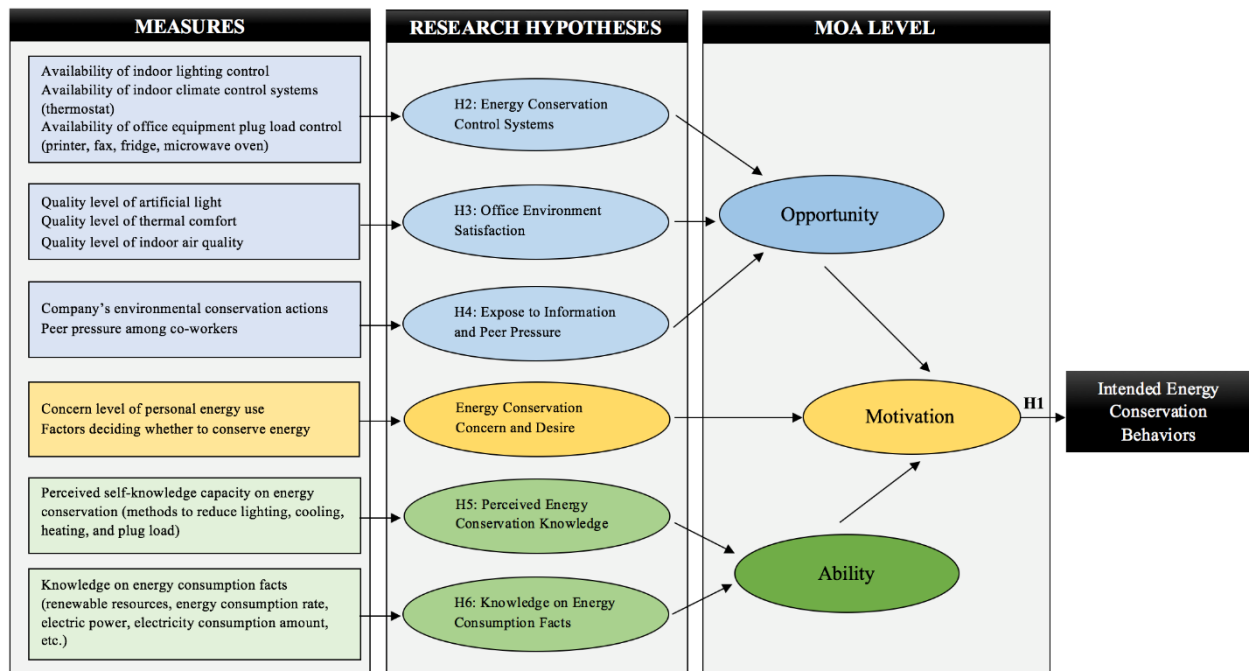 MEASURES
RESEARCH HYPOTHESES
MOA LEVEL
Availability of indoor lighting control
Availability of indoor climate control systems
(thermostat)
Availability of office equipment plug load control
(printer, fax, fridge, microwave oven)
H2: Energy Conservation
Control Systems
Quality level of artificial light
Quality level of thermal comfort
Quality level of indoor air quality
H3: Office Environment
Satisfaction
Opportunity
Company’s environmental conservation actions
Peer pressure among co-workers
H4: Expose to Information
and Peer Pressure
Concern level of personal energy use
Factors deciding whether to conserve energy
Energy Conservation
Concern and Desire
Motivation
H1
Intended Energy
Conservation
Behaviors
Perceived self-knowledge capacity on energy
conservation (methods to reduce lighting, cooling,
heating, and plug load)
H5: Perceived Energy
Conservation Knowledge
Ability
Knowledge on energy consumption facts
(renewable resources, energy consumption rate,
electric power, electricity consumption amount,
etc.)
H6: Knowledge on Energy
Consumption Facts